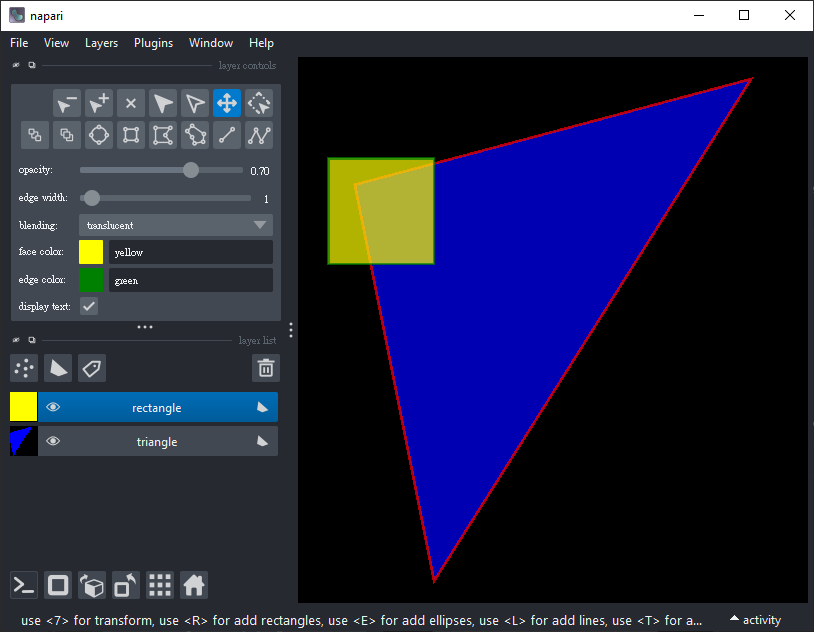 napari
File View Layers Plugins Window Help
layer controls
opacity: 0.70
edge width: 1
blending: translucent
face color: yellow
edge color: green
display text:
layer list
rectangle
triangle
use <7> for transform, use <R> for add rectangles, use <E> for add ellipses, use <L> for add lines, use <T> for a...
activity